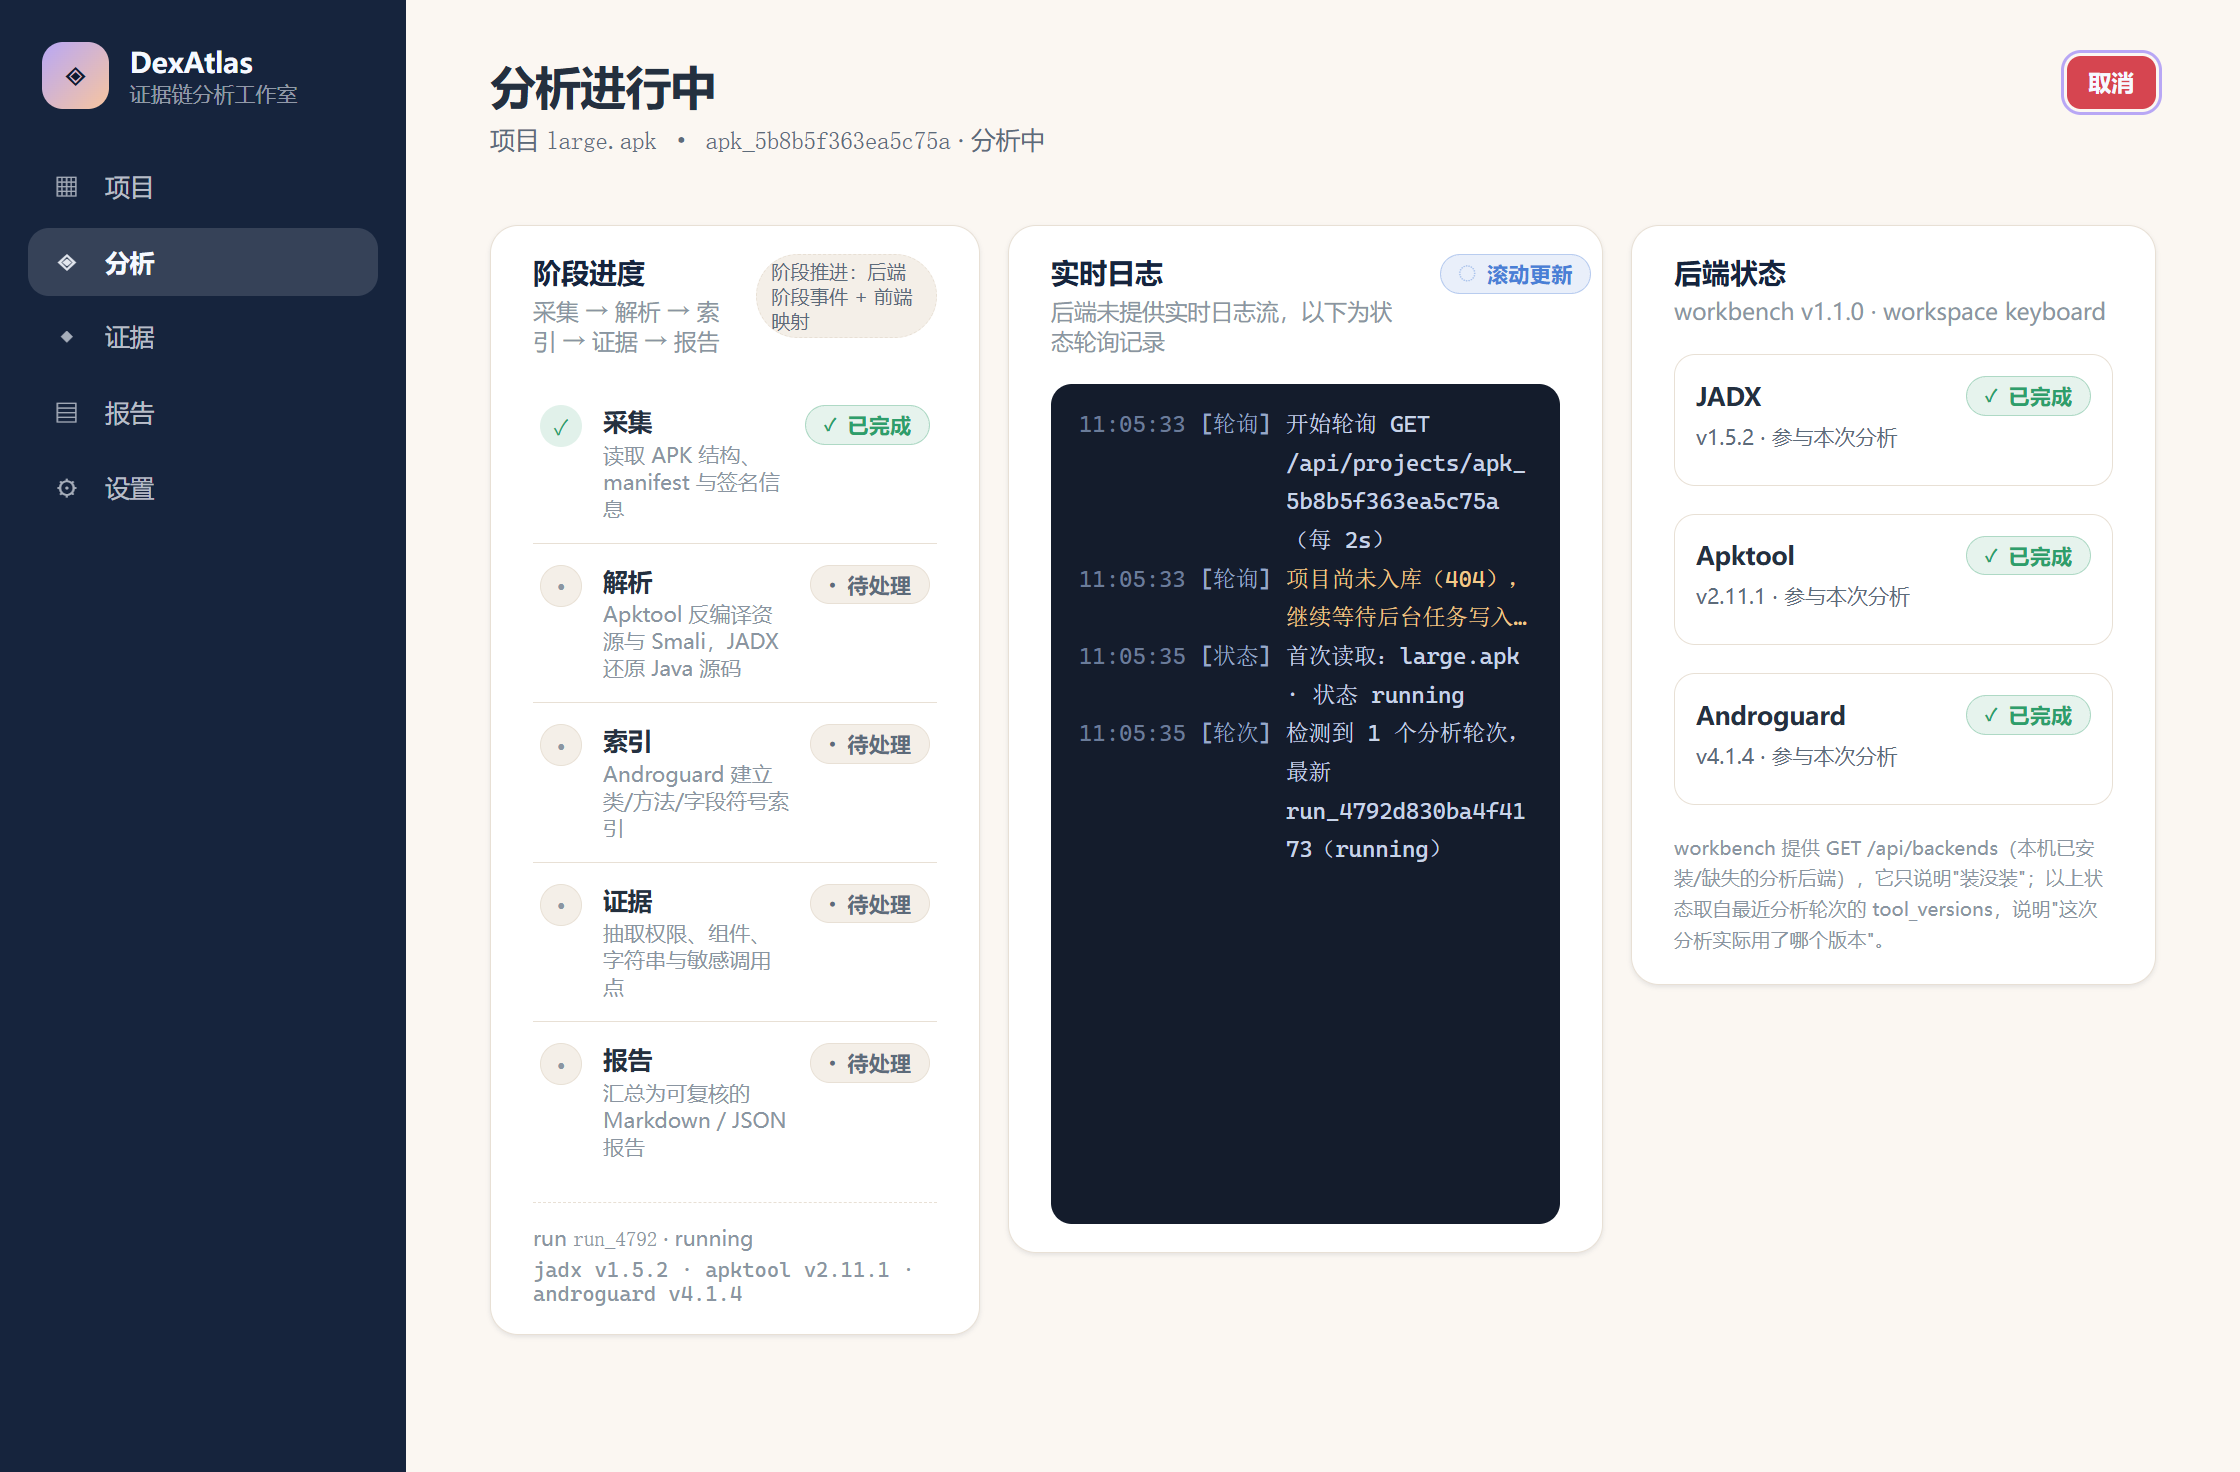 DexAtlas
证据链分析工作室
项目
分析
证据
报告
设置
分析进行中
项目 large.apk • apk_5b8b5f363ea5c75a · 分析中
取消
阶段进度
采集 → 解析 → 索
引 → 证据 → 报告
阶段推进：后端
阶段事件 + 前端
映射
✓
采集
读取 APK 结构、
manifest 与签名信
息
✓ 已完成
解析
Apktool 反编译资
源与 Smali，JADX
还原 Java 源码
• 待处理
索引
Androguard 建立
类/方法/字段符号索
引
• 待处理
证据
抽取权限、组件、
字符串与敏感调用
点
• 待处理
报告
汇总为可复核的
Markdown / JSON
报告
• 待处理
run run_4792 · running
jadx v1.5.2 · apktool v2.11.1 ·
androguard v4.1.4
实时日志
后端未提供实时日志流，以下为状
态轮询记录
滚动更新
11:05:33 [轮询] 开始轮询 GET
/api/projects/apk_
5b8b5f363ea5c75a
（每 2s）
11:05:33 [轮询] 项目尚未入库（404），
继续等待后台任务写入…
11:05:35 [状态] 首次读取：large.apk
· 状态 running
11:05:35 [轮次] 检测到 1 个分析轮次，
最新
run_4792d830ba4f41
73（running）
后端状态
workbench v1.1.0 · workspace keyboard
JADX
✓ 已完成
v1.5.2 · 参与本次分析
Apktool
✓ 已完成
v2.11.1 · 参与本次分析
Androguard
✓ 已完成
v4.1.4 · 参与本次分析
workbench 提供 GET /api/backends（本机已安
装/缺失的分析后端），它只说明"装没装"；以上状
态取自最近分析轮次的 tool_versions，说明"这次
分析实际用了哪个版本"。